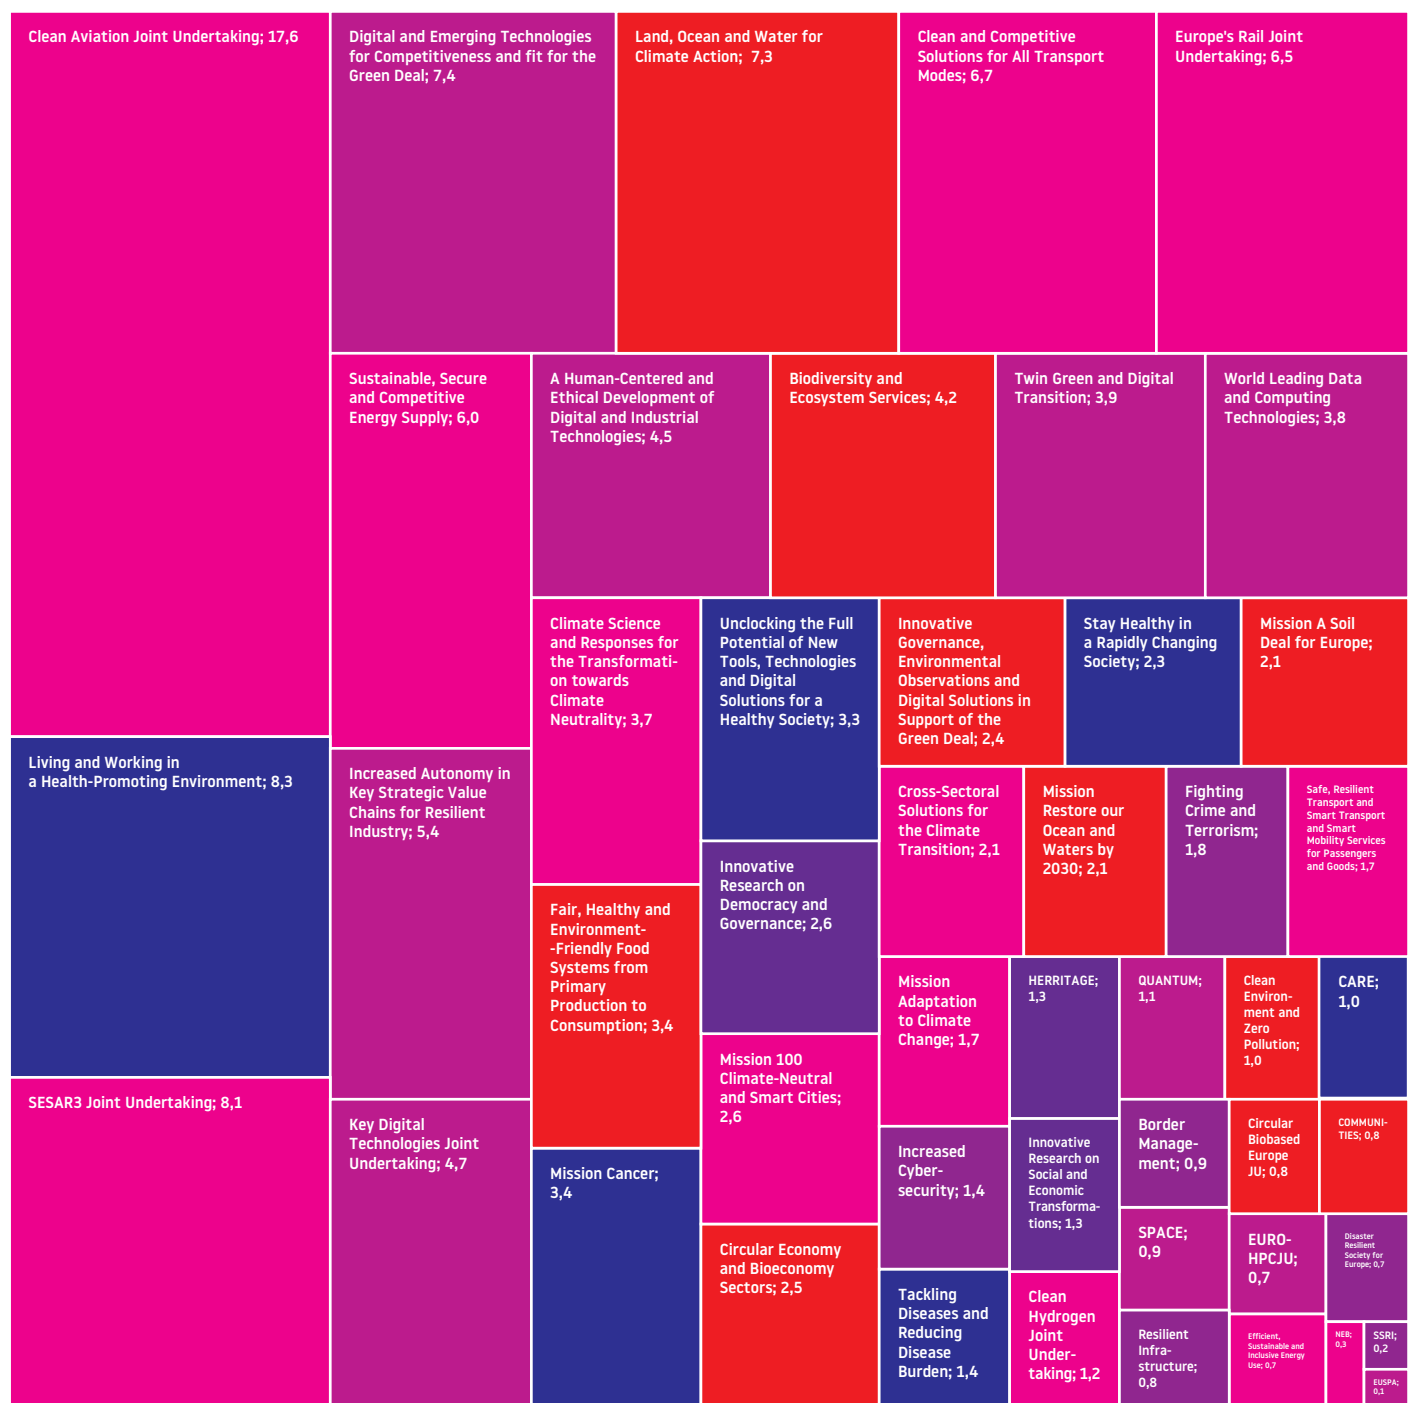 Clean Aviation Joint Undertaking; 17,6
Digital and Emerging Technologies
for Competitiveness and fit for the
Green Deal; 7,4
Land, Ocean and Water for
Climate Action;  7,3
Clean and Competitive
Solutions for All Transport
Modes; 6,7
Europe's Rail Joint
Undertaking; 6,5
Sustainable, Secure
and Competitive
Energy Supply; 6,0
A Human-Centered and
Ethical Development of
Digital and Industrial
Technologies; 4,5
Biodiversity and
Ecosystem Services; 4,2
Twin Green and Digital
Transition; 3,9
World Leading Data
and Computing
Technologies; 3,8
Climate Science
and Responses for
the Transformati-
on towards
Climate
Neutrality; 3,7
Unclocking the Full
Potential of New
Tools, Technologies
and Digital
Solutions for a
Healthy Society; 3,3
Innovative
Governance,
Environmental
Observations and
Digital Solutions in
Support of the
Green Deal; 2,4
Stay Healthy in
a Rapidly Changing
Society; 2,3
Mission A Soil
Deal for Europe;
2,1
Living and Working in
a Health-Promoting Environment; 8,3
Increased Autonomy in
Key Strategic Value
Chains for Resilient
Industry; 5,4
Cross-Sectoral
Solutions for
the Climate
Transition; 2,1
Mission
Restore our
Ocean and
Waters by
2030; 2,1
Fighting
Crime and
Terrorism;
1,8
Safe, Resilient
Transport and
Smart Transport
and Smart
Mobility Services
for Passengers
and Goods; 1,7
Innovative
Research on
Democracy and
Governance; 2,6
Fair, Healthy and
Environment-
-Friendly Food
Systems from
Primary
Production to
Consumption; 3,4
Mission
Adaptation
to Climate
Change; 1,7
HERRITAGE;
1,3
QUANTUM;
1,1
Clean
Environ-
ment and
Zero
Pollution;
1,0
CARE;
1,0
Mission 100
Climate-Neutral
and Smart Cities;
2,6
SESAR3 Joint Undertaking; 8,1
Key Digital
Technologies Joint
Undertaking; 4,7
Mission Cancer;
3,4
Increased
Cyber-
security; 1,4
Innovative
Research on
Social and
Economic
Transforma-
tions; 1,3
Border
Manage-
ment; 0,9
Circular
Biobased
Europe
JU; 0,8
COMMUNI-
TIES; 0,8
Circular Economy
and Bioeconomy
Sectors; 2,5
SPACE;
0,9
EURO-
HPCJU;
0,7
Disaster
Resilient
Society for
Europe; 0,7
Tackling
Diseases and
Reducing
Disease
Burden; 1,4
Clean
Hydrogen
Joint
Under-
taking; 1,2
Resilient
Infra-
structure;
0,8
Efficient,
Sustainable and
Inclusive Energy
Use; 0,7
NEB;
0,3
SSRI;
0,2
EUSPA;
0,1